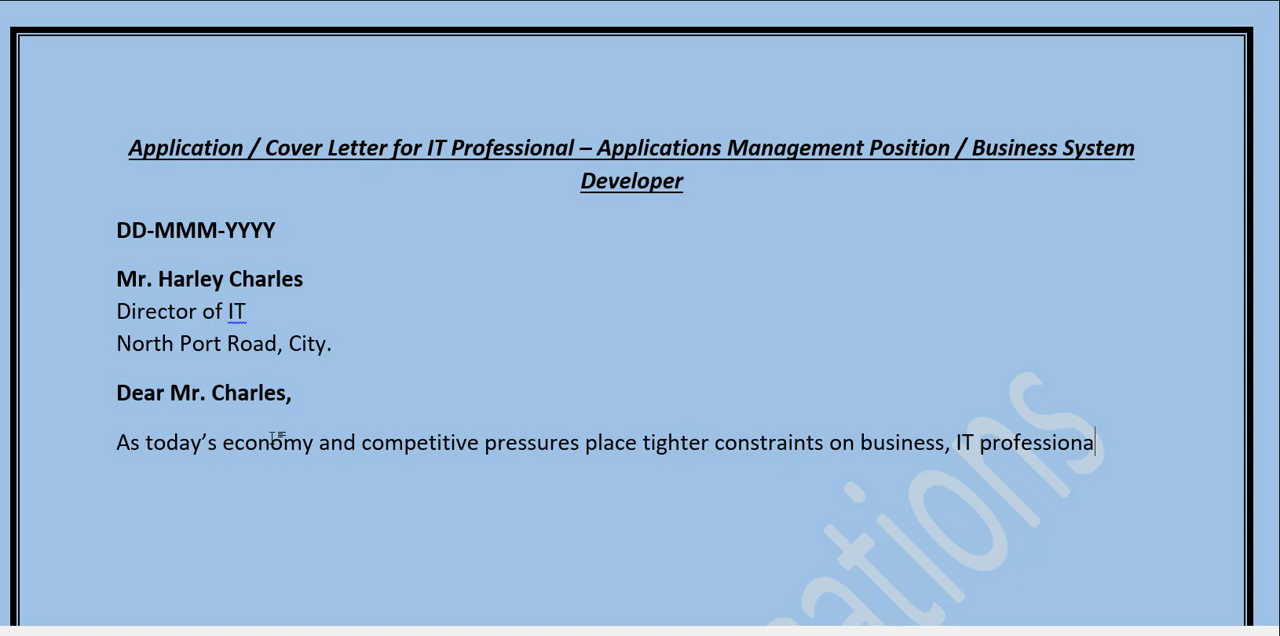 Application / Cover Letter for IT Professional – Applications Management Position / Business System
Developer
DD-MMM-YYYY
Mr. Harley Charles
Director of IT
North Port Road, City.
Dear Mr. Charles,
As today’s economy and competitive pressures place tighter constraints on business, IT professiona